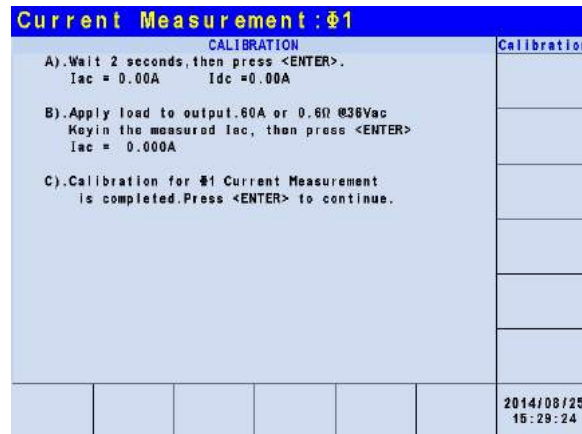 Current Measurement:Φ1
CALIBRATION
Calibration
A).Wait 2 seconds,then press <ENTER>.
Iac = 0.00A Idc =0.00A
B).Apply load to output.60A or 0.6Ω @36Vac
Keyin the measured Iac, then press <ENTER>
Iac = 0.000A
C).Calibration for Φ1 Current Measurement
is completed.Press <ENTER> to continue.
2014/08/25
15:29:24